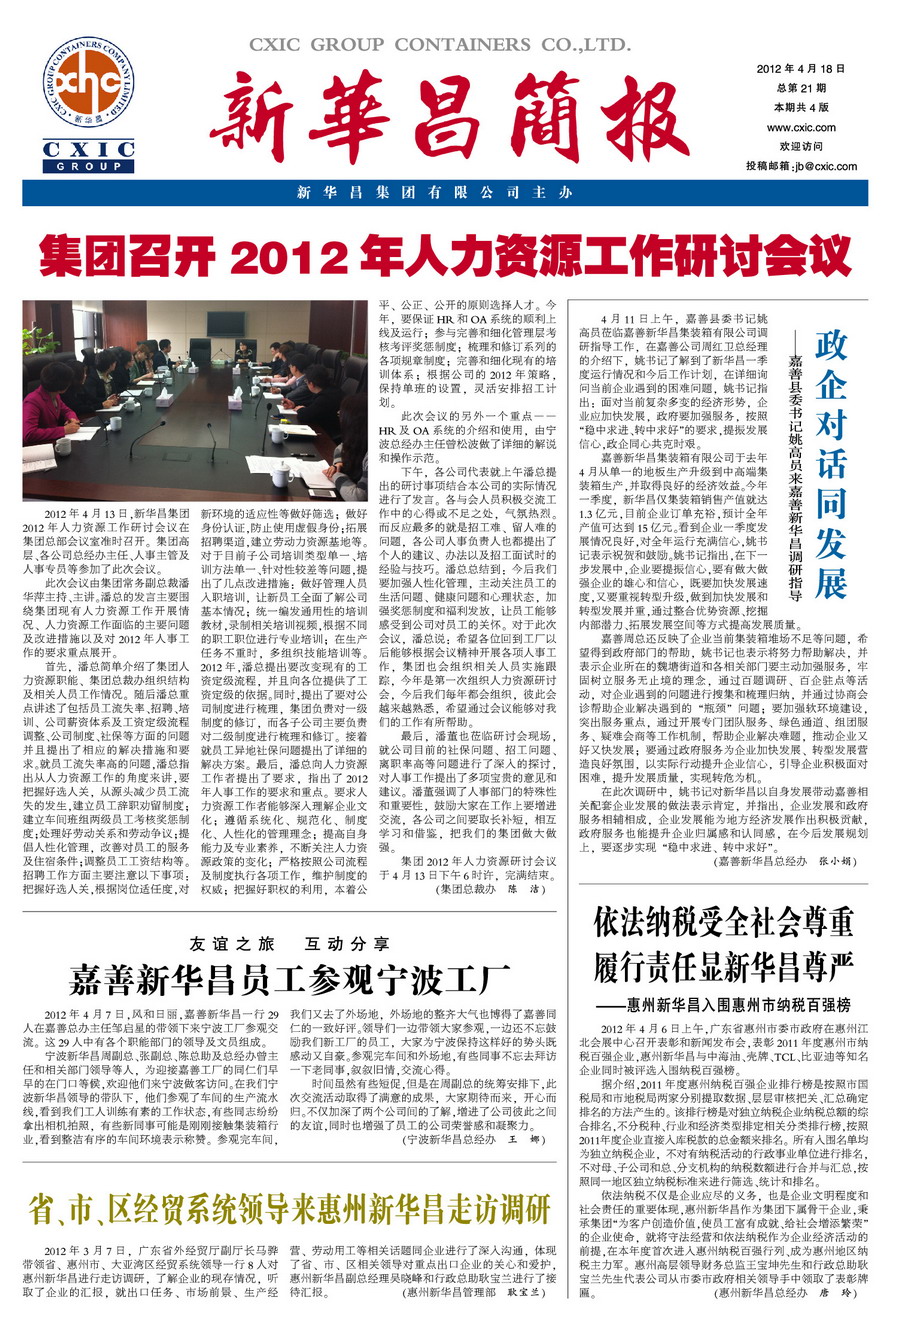 CXIC GROUP CONTAINERS CO.,LTD.
CXIC GROUP CONTAINERS COMPANY LIMITED
xhc
新华昌
CXIC
GROUP
新華昌簡报
2012 年 4 月 18 日
总第 21 期
本期共 4 版
www.cxic.com
欢迎访问
投稿邮箱:jb@cxic.com
新华昌集团有限公司主办
集团召开 2012 年人力资源工作研讨会议
2012 年 4 月 13 日,新华昌集团
2012 年人力资源工作研讨会议在
集团总部会议室准时召开。集团高
层、各公司总经办主任、人事主管及
人事专员等参加了此次会议。
此次会议由集团常务副总裁潘
华萍主持、主讲。潘总的发言主要围
绕集团现有人力资源工作开展情
况、人力资源工作面临的主要问题
及改进措施以及对 2012 年人事工
作的要求重点展开。
首先，潘总简单介绍了集团人
力资源职能、集团总裁办组织结构
及相关人员工作情况。随后潘总重
点讲述了包括员工流失率、招聘、培
训、公司薪资体系及工资定级流程
调整、公司制度、社保等方面的问题
并且提出了相应的解决措施和要
求。就员工流失率高的问题,潘总指
出从人力资源工作的角度来讲,要
把握好选人关，从源头减少员工流
失的发生,建立员工辞职劝留制度;
建立车间班组两级员工考核奖惩制
度;处理好劳动关系和劳动争议;提
倡人性化管理，改善对员工的服务
及住宿条件;调整员工工资结构等。
招聘工作方面主要注意以下事项:
把握好选人关,根据岗位适任度,对
新环境的适应性等做好筛选；做好
身份认证,防止使用虚假身份;拓展
招聘渠道,建立劳动力资源基地等。
对于目前子公司培训类型单一、培
训方法单一、针对性较差等问题,提
出了几点改进措施：做好管理人员
入职培训，让新员工全面了解公司
基本情况；统一编发通用性的培训
教材,录制相关培训视频,根据不同
的职工职位进行专业培训；在生产
任务不重时，多组织技能培训等。
2012 年,潘总提出要改变现有的工
资定级流程，并且向各位提供了工
资定级的依据。同时,提出了要对公
司制度进行梳理，集团负责对一级
制度的修订，而各子公司主要负责
对二级制度进行梳理和修订。接着
就员工异地社保问题提出了详细的
解决方案。最后，潘总向人力资源
工作者提出了要求，指出了 2012
年人事工作的要求和重点。要求人
力资源工作者能够深入理解企业文
化；遵循系统化、规范化、制度
化、人性化的管理理念；提高自身
能力及专业素养，不断关注人力资
源政策的变化；严格按照公司流程
及制度执行各项工作，维护制度的
权威；把握好职权的利用，本着公
平、公正、公开的原则选择人才。今
年，要保证 HR 和 OA 系统的顺利上
线及运行；参与完善和细化管理层考
核考评奖惩制度；梳理和修订系列的
各项规章制度；完善和细化现有的培
训体系；根据公司的 2012 年策略，
保持单班的设置，灵活安排招工计
划。
此次会议的另外一个重点——
HR 及 OA 系统的介绍和使用，由宁
波总经办主任管松波做了详细的解说
和操作示范。
下午，各公司代表就上午潘总提
出的研讨事项结合本公司的实际情况
进行了发言。各与会人员积极交流工
作中的心得或不足之处，气氛热烈。
而反应最多的就是招工难、留人难的
问题，各公司人事负责人也都提出了
个人的建议、办法以及招工面试时的
经验与技巧。潘总总结到：今后我们
要加强人性化管理，主动关注员工的
生活问题、健康问题和心理状态，加
强奖惩制度和福利发放，让员工能够
感受到公司对员工的关怀。对于此次
会议，潘总说：希望各位回到工厂以
后能够根据会议精神开展各项人事工
作，集团也会组织相关人员实施跟
踪，今年是第一次组织人力资源研讨
会，今后我们每年都会组织，彼此会
越来越熟悉，希望通过会议能够对我
们的工作有所帮助。
最后，潘董也莅临研讨会现场，
就公司目前的社保问题、招工问题、
离职率高等问题进行了深入的探讨，
对人事工作提出了多项宝贵的意见和
建议。潘董强调了人事部门的特殊性
和重要性，鼓励大家在工作上要增进
交流，各公司之间要取长补短，相互
学习和借鉴，把我们的集团做大做
强。
集团 2012 年人力资源研讨会议
于 4 月 13 日下午 6 时许，完满结束。
(集团总裁办 陈 洁)
政企对话同发展
——嘉善县委书记姚高员来嘉善新华昌调研指导
4 月 11 日上午，嘉善县委书记姚
高员莅临嘉善新华昌集装箱有限公司调
研指导工作，在嘉善公司周红卫总经理
的介绍下，姚书记了解到了新华昌一季
度运行情况和今后工作计划，在详细询
问当前企业遇到的困难问题，姚书记指
出：面对当前复杂多变的经济形势，企
业应加快发展，政府要加强服务，按照
“稳中求进、转中求好”的要求,提振发展
信心,政企同心共克时艰。
嘉善新华昌集装箱有限公司于去年
4 月从单一的地板生产升级到中高端集
装箱生产,并取得良好的经济效益。今年
一季度，新华昌仅集装箱销售产值就达
1.3 亿元,目前企业订单充裕,预计全年
产值可达到 15 亿元。看到企业一季度发
展情况良好,对全年运行充满信心,姚书
记表示祝贺和鼓励。姚书记指出,在下一
步发展中,企业要提振信心,要有做大做
强企业的雄心和信心，既要加快发展速
度,又要重视转型升级,做到加快发展和
转型发展并重,通过整合优势资源、挖掘
内部潜力、拓展发展空间等方式提高发展质量。
嘉善周总还反映了企业当前集装箱堆场不足等问题，希
望得到政府部门的帮助，姚书记也表示将努力帮助解决，并
表示企业所在的魏塘街道和各相关部门要主动加强服务，牢
固树立服务无止境的理念，通过百题调研、百企驻点等活
动，对企业遇到的问题进行搜集和梳理归纳，并通过协商会
诊帮助企业解决遇到的“瓶颈”问题；要加强软环境建设，
突出服务重点，通过开展专门团队服务、绿色通道、组团服
务、疑难会商等工作机制，帮助企业解决难题，推动企业又
好又快发展；要通过政府服务为企业加快发展、转型发展营
造良好氛围，以实际行动提升企业信心，引导企业积极面对
困难，提升发展质量，实现转危为机。
在此次调研中，姚书记对新华昌以自身发展带动嘉善相
关配套企业发展的做法表示肯定，并指出，企业发展和政府
服务相辅相成，企业发展能为地方经济发展作出积极贡献，
政府服务也能提升企业归属感和认同感，在今后发展规划
上，要逐步实现“稳中求进、转中求好”。
(嘉善新华昌总经办 张小娟)
友谊之旅 互动分享
嘉善新华昌员工参观宁波工厂
2012 年 4 月 7 日,风和日丽,嘉善新华昌一行 29
人在嘉善总办主任邹启星的带领下来宁波工厂参观交
流。这 29 人中有各个职能部门的领导及文员组成。
宁波新华昌周副总、张副总、陈总助及总经办曾主
任和相关部门领导等人，为迎接嘉善工厂的同仁们早
早的在门口等候,欢迎他们来宁波做客访问。在我们宁
波新华昌领导的带队下，他们参观了车间的生产流水
线,看到我们工人训练有素的工作状态,有些同志纷纷
拿出相机拍照，有些新同事可能是刚刚接触集装箱行
业,看到整洁有序的车间环境表示称赞。参观完车间，
我们又去了外场地，外场地的整齐大气也博得了嘉善同
仁的一致好评。领导们一边带领大家参观,一边还不忘鼓
励我们新工厂的员工，大家为宁波保持这样好的势头既
感动又自豪。参观完车间和外场地,有些同事不忘去拜访
一下老同事,叙叙旧情,交流心得。
时间虽然有些短促,但是在周副总的统筹安排下,此
次交流活动取得了满意的成果，大家期待而来，开心而
归。不仅加深了两个公司间的了解,增进了公司彼此之间
的友谊,同时也增强了员工的公司荣誉感和凝聚力。
(宁波新华昌总经办 王 娜)
省、市、区经贸系统领导来惠州新华昌走访调研
2012 年 3 月 7 日，广东省外经贸厅副厅长马骅
带领省、惠州市、大亚湾区经贸系统领导一行 8 人对
惠州新华昌进行走访调研，了解企业的现存情况，听
取了企业的汇报，就出口任务、市场前景、生产经
营、劳动用工等相关话题同企业进行了深入沟通，体现
了省、市、区相关领导对重点出口企业的关心和爱护，
惠州新华昌副总经理吴晓峰和行政总助耿宝兰进行了接
待汇报。 (惠州新华昌管理部 耿宝兰)
依法纳税受全社会尊重
履行责任显新华昌尊严
——惠州新华昌入围惠州市纳税百强榜
2012 年 4 月 6 日上午,广东省惠州市委市政府在惠州江
北会展中心召开表彰和新闻发布会,表彰 2011 年度惠州市纳
税百强企业,惠州新华昌与中海油、壳牌、TCL、比亚迪等知名
企业同时被评选入围纳税百强榜。
据介绍,2011 年度惠州纳税百强企业排行榜是按照市国
税局和市地税局两家分别提取数据、层层审核把关、汇总确定
排名的方法产生的。该排行榜是对独立纳税企业纳税总额的综
合排名,不分税种、行业和经济类型排定相关分类排行榜,按照
2011年度企业直接入库税款的总金额来排名。所有入围名单均
为独立纳税企业，不对有纳税活动的行政事业单位进行排名，
不对母、子公司和总、分支机构的纳税数额进行合并与汇总,按
照同一地区独立纳税标准来进行筛选、统计和排名。
依法纳税不仅是企业应尽的义务，也是企业文明程度和
社会责任的重要体现,惠州新华昌作为集团下属骨干企业,秉
承集团“为客户创造价值,使员工富有成就、给社会增添繁荣”
的企业使命，就将守法经营和依法纳税作为企业经济活动的
前提,在本年度首次进入惠州纳税百强行列、成为惠州地区纳
税主力军。惠州高层领导财务总监王宝坤先生和行政总助耿
宝兰先生代表公司从市委市政府相关领导手中领取了表彰牌
匾。 (惠州新华昌总经办 唐 玲)